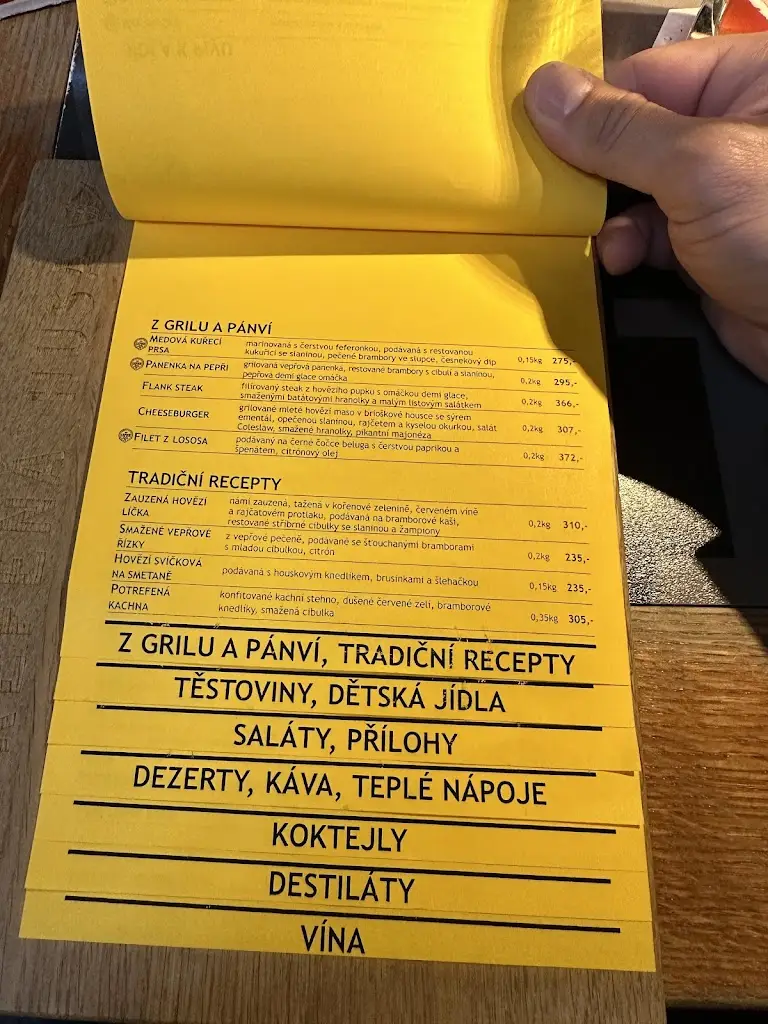 Z GRILU A PÁNVÍ
MEDOVÁ KUŘECÍ PRSA
marinovaná s čerstvou feferonkou, podávaná s restovanou
kukuřicí se slaninou, pečené brambory ve slupce, česnekový dip
0,15kg 275,-
PANENKA NA PEPŘI
grilovaná vepřová panenka, restované brambory s cibulí a slaninou,
pepřová demi glace omáčka
0,2kg 295,-
FLANK STEAK
filírovaný steak z hovězího pupku s omáčkou demi glace,
smaženými batátovými hranolky a malým listovým salátkem
0,2kg 366,-
CHEESEBURGER
grilované mleté hovězí maso v brioškové housce se sýrem
ementál, opečenou slaninou, rajčetem a kyselou okurkou, salát
Coleslaw, smažené hranolky, pikantní majonéza
0,2kg 307,-
FILET Z LOSOSA
podávaný na černé čočce beluga s čerstvou paprikou a
špenátem, citrónový olej
0,2kg 372,-
TRADIČNÍ RECEPTY
ZAUZENÁ HOVĚZÍ
LÍČKA
námi zauzená, tažená v kořenové zelenině, červeném víně
a rajčatovém protlaku, podávaná na bramborové kaši,
restované stříbrné cibulky se slaninou a žampiony
0,2kg 310,-
SMAŽENÉ VEPŘOVÉ
ŘÍZKY
z vepřové pečeně, podávané se šťouchanými bramborami
s mladou cibulkou, citrón
0,2kg 235,-
HOVĚZÍ SVÍČKOVÁ
NA SMETANĚ
podávaná s houskovým knedlíkem, brusinkami a šlehačkou
0,15kg 235,-
POTREFENÁ
KACHNA
konfitované kachní stehno, dušené červené zelí, bramborové
knedlíky, smažená cibulka
0,35kg 305,-
Z GRILU A PÁNVÍ, TRADIČNÍ RECEPTY
TĚSTOVINY, DĚTSKÁ JÍDLA
SALÁTY, PŘÍLOHY
DEZERTY, KÁVA, TEPLÉ NÁPOJE
KOKTEJLY
DESTILÁTY
VÍNA